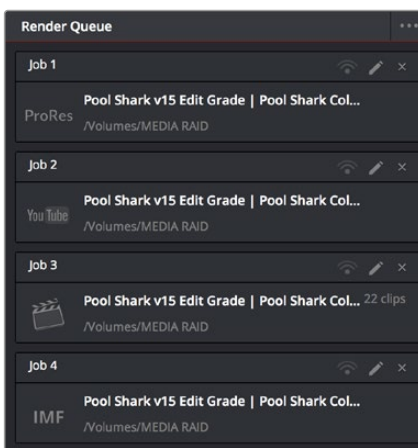 Render Queue
Job 1
ProRes
Pool Shark v15 Edit Grade | Pool Shark Col...
/Volumes/MEDIA RAID
Job 2
YouTube
Pool Shark v15 Edit Grade | Pool Shark Col...
/Volumes/MEDIA RAID
Job 3
Pool Shark v15 Edit Grade | Pool Shark Col... 22 clips
/Volumes/MEDIA RAID
Job 4
IMF
Pool Shark v15 Edit Grade | Pool Shark Col...
/Volumes/MEDIA RAID